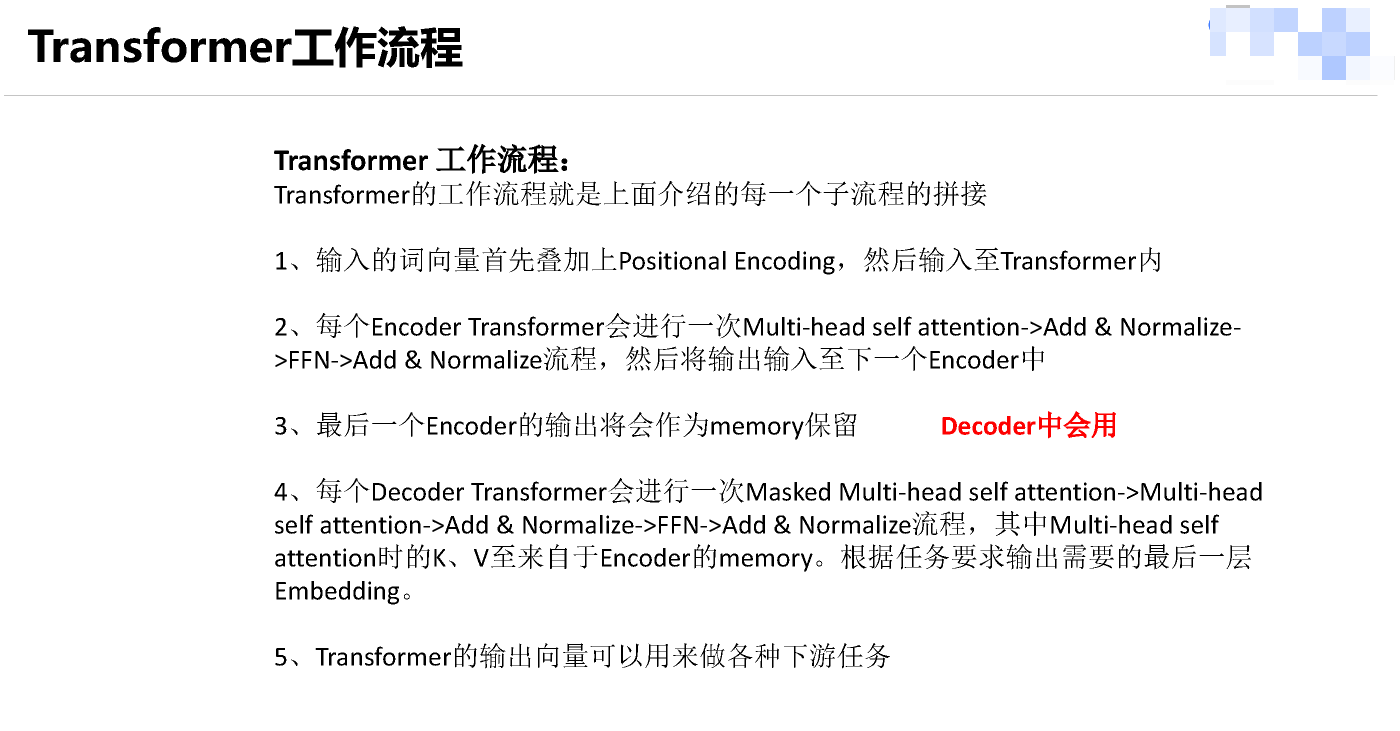 Transformer工作流程
Transformer 工作流程：
Transformer的工作流程就是上面介绍的每一个子流程的拼接
1、输入的词向量首先叠加上Positional Encoding，然后输入至Transformer内
2、每个Encoder Transformer会进行一次Multi-head self attention->Add & Normalize-
>FFN->Add & Normalize流程，然后将输出输入至下一个Encoder中
3、最后一个Encoder的输出将会作为memory保留 Decoder中会用
4、每个Decoder Transformer会进行一次Masked Multi-head self attention->Multi-head
self attention->Add & Normalize->FFN->Add & Normalize流程，其中Multi-head self
attention时的K、V至来自于Encoder的memory。根据任务要求输出需要的最后一层
Embedding。
5、Transformer的输出向量可以用来做各种下游任务